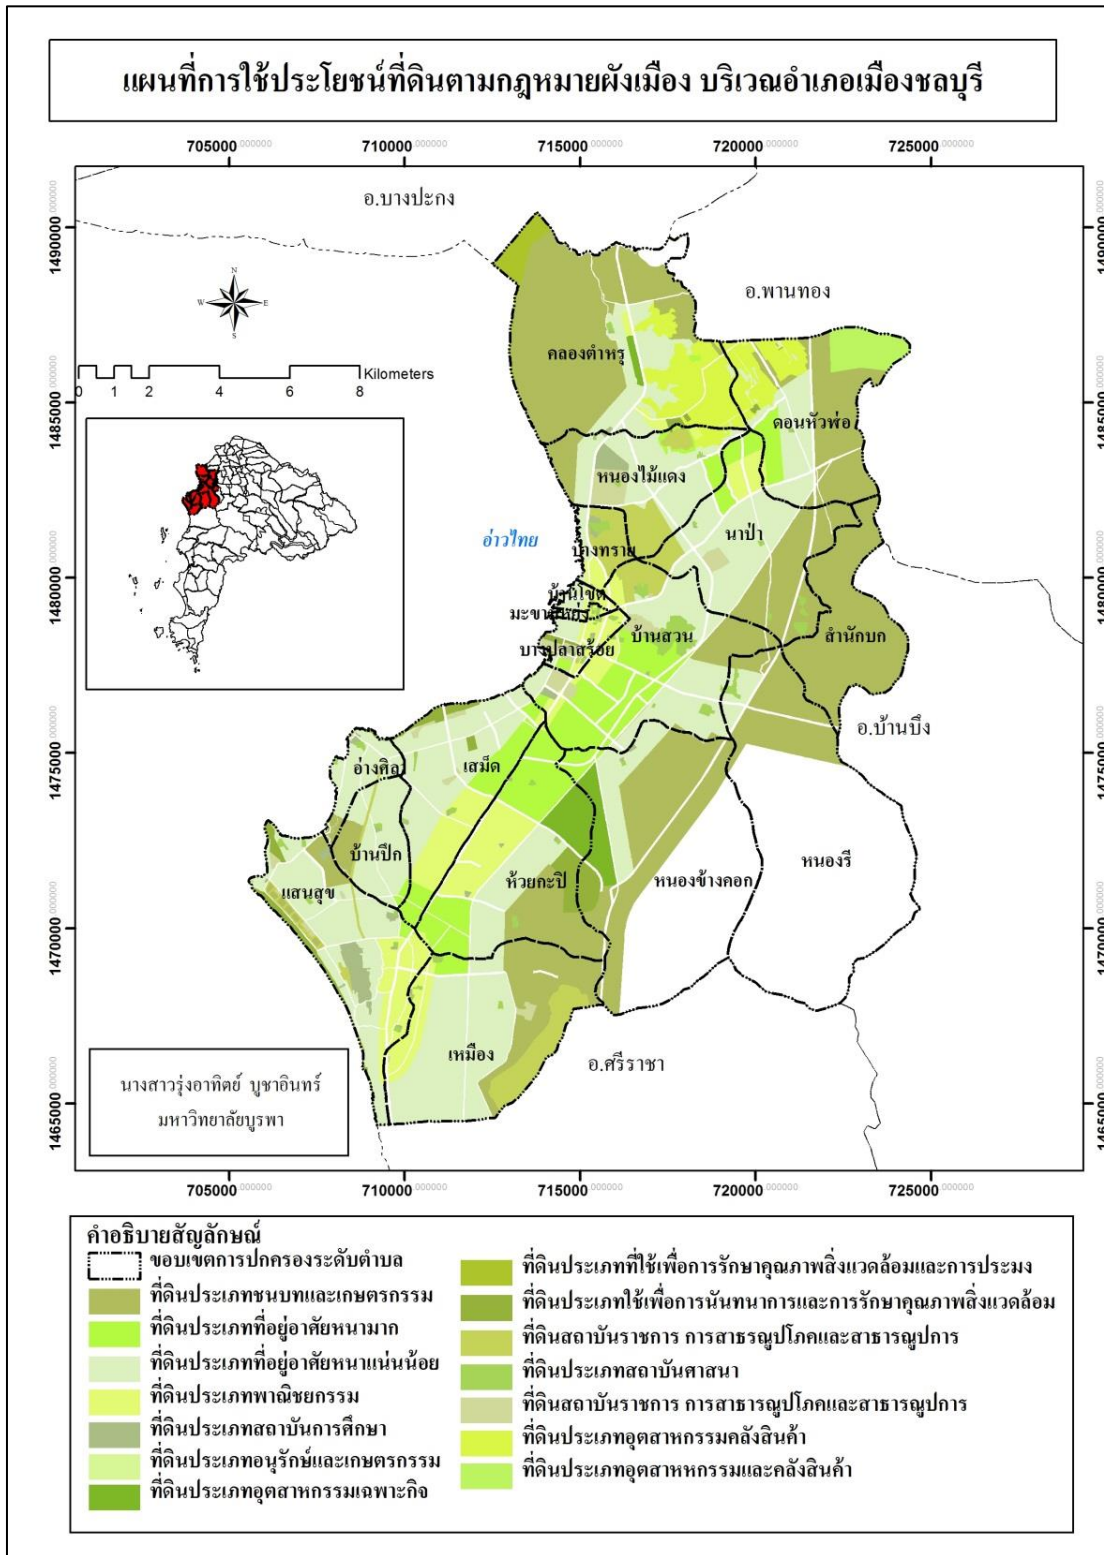 แผนที่การใช้ประโยชน์ที่ดินตามกฎหมายผังเมือง บริเวณอำเภอเมืองชลบุรี
705000.000000 710000.000000 715000.000000 720000.000000 725000.000000
1490000.000000
1485000.000000
1480000.000000
1475000.000000
1470000.000000
1465000.000000
1490000.000000
1485000.000000
1480000.000000
1475000.000000
1470000.000000
1465000.000000
อ.บางปะกง
N
W E
S
อ.พานทอง
คลองตำหรุ
0 1 2 4 6 8 Kilometers
ดอนหัวฬ่อ
หนองไม้แดง
นาป่า
อ่าวไทย
บางทราย
บ้านโขด
มะขามหย่ง
บ้านสวน
สำนักบก
บางปลาสร้อย
อ.บ้านบึง
อ่างศิลา
เสม็ด
บ้านปึก
หนองรี
ห้วยกะปิ
หนองข้างคอก
แสนสุข
เหมือง
อ.ศรีราชา
นางสาวรุ่งอาทิตย์ บูชาอินทร์
มหาวิทยาลัยบูรพา
705000.000000 710000.000000 715000.000000 720000.000000 725000.000000
คำอธิบายสัญลักษณ์
ขอบเขตการปกครองระดับตำบล
ที่ดินประเภทชนบทและเกษตรกรรม
ที่ดินประเภทที่อยู่อาศัยหนามาก
ที่ดินประเภทที่อยู่อาศัยหนาแน่นน้อย
ที่ดินประเภทพาณิชยกรรม
ที่ดินประเภทสถาบันการศึกษา
ที่ดินประเภทอนุรักษ์และเกษตรกรรม
ที่ดินประเภทอุตสาหกรรมเฉพาะกิจ
ที่ดินประเภทที่ใช้เพื่อการรักษาคุณภาพสิ่งแวดล้อมและการประมง
ที่ดินประเภทใช้เพื่อการนันทนาการและการรักษาคุณภาพสิ่งแวดล้อม
ที่ดินสถาบันราชการ การสาธรณูปโภคและสาธารณูปการ
ที่ดินประเภทสถาบันศาสนา
ที่ดินสถาบันราชการ การสาธารณูปโภคและสาธารณูปการ
ที่ดินประเภทอุตสาหกรรมคลังสินค้า
ที่ดินประเภทอุตสาหหกรรมและคลังสินค้า